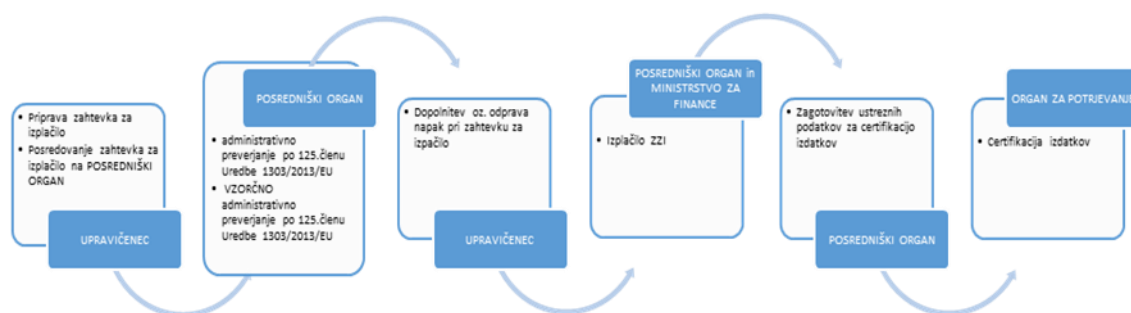 • Priprava zahtevka za
izplačilo
• Posredovanje zahtevka za
izplačilo na POSREDNIŠKI
ORGAN
UPRAVIČENEC
POSREDNIŠKI ORGAN
• administrativno
preverjanje po 125.členu
Uredbe 1303/2013/EU
• VZORČNO
administrativno
preverjanje po 125.členu
Uredbe 1303/2013/EU
• Dopolnitev oz. odprava
napak pri zahtevku za
izpačilo
UPRAVIČENEC
POSREDNIŠKI ORGAN in
MINISTRSTVO ZA
FINANCE
• Izplačilo ZZI
• Zagotovitev ustreznih
podatkov za certifikacijo
izdatkov
POSREDNIŠKI ORGAN
ORGAN ZA POTRJEVANJE
• Certifikacija izdatkov